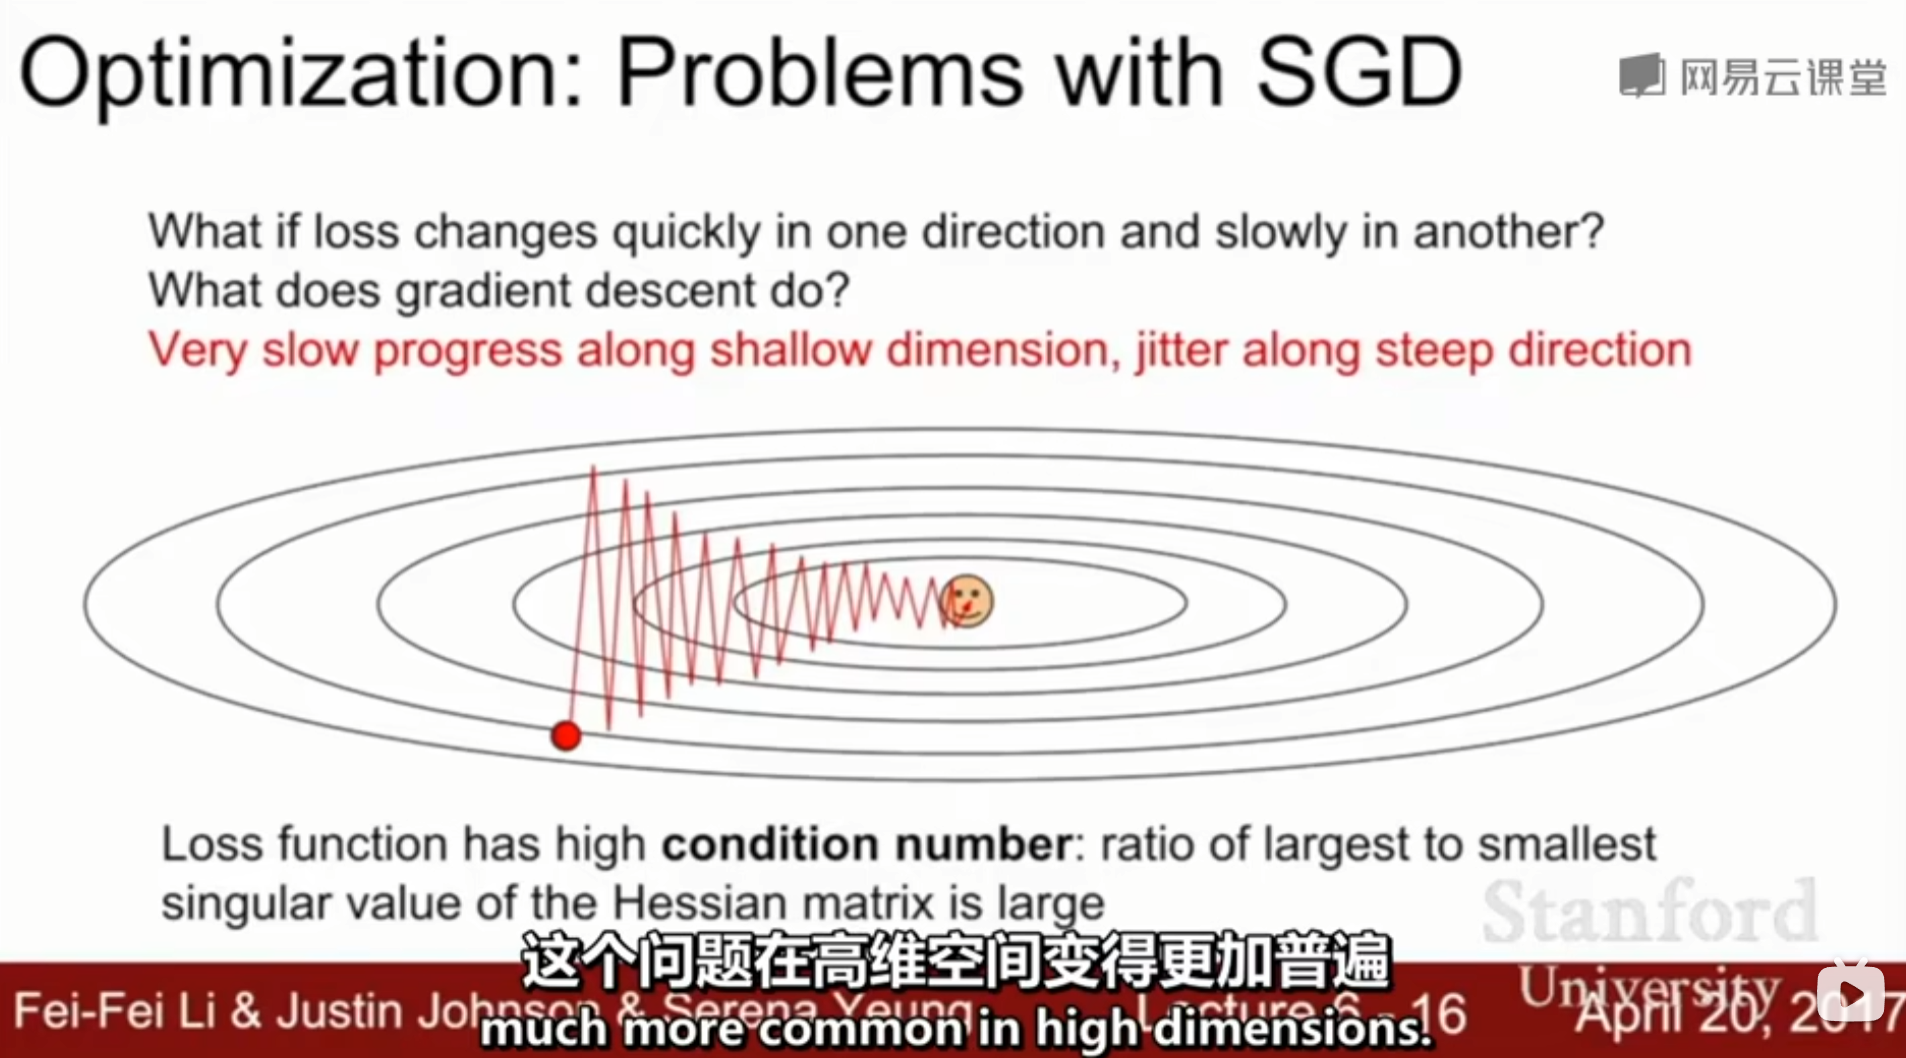 Optimization: Problems with SGD
网易云课堂
What if loss changes quickly in one direction and slowly in another?
What does gradient descent do?
Very slow progress along shallow dimension, jitter along steep direction
Loss function has high condition number: ratio of largest to smallest
singular value of the Hessian matrix is large
Stanford
University
这个问题在高维空间变得更加普遍
Fei-Fei Li & Justin Johnson & Serena Yeung
Lecture 6 - 16
April 20, 2017
much more common in high dimensions.